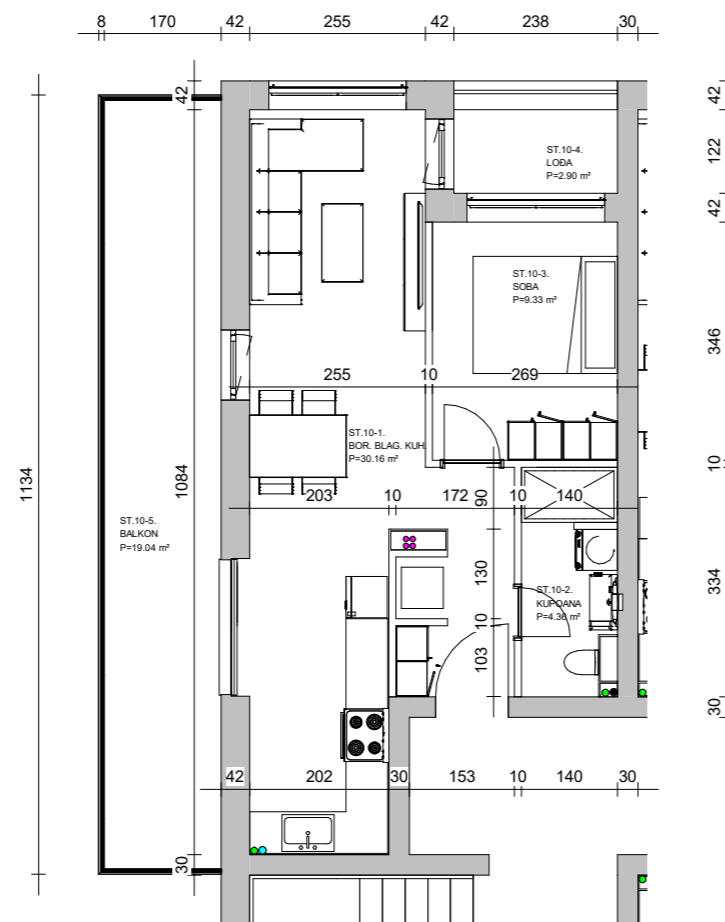 8 170 42 255 42 238 30
42
42
ST.10-4.
LOĐA
P=2.90 m²
122
42
ST.10-3.
SOBA
P=9.33 m²
346
255 10 269
ST.10-1.
BOR. BLAG. KUH.
P=30.16 m²
1134
1084
10
203 10 172 10 140
90
ST.10-5.
BALKON
P=19.04 m²
130
334
ST.10-2.
KUPOANA
P=4.36 m²
10
103
30
42 202 30 153 10 140 30
30